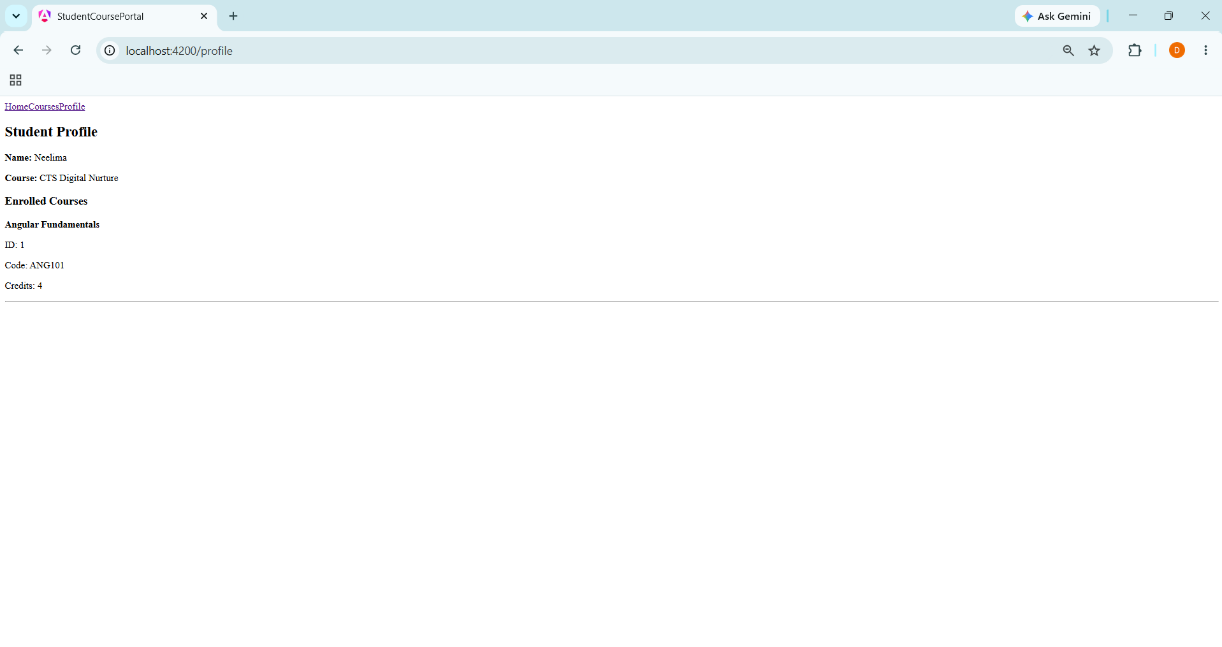 StudentCoursePortal
Ask Gemini
localhost:4200/profile
D
HomeCoursesProfile
Student Profile
Name: Neelima
Course: CTS Digital Nurture
Enrolled Courses
Angular Fundamentals
ID: 1
Code: ANG101
Credits: 4